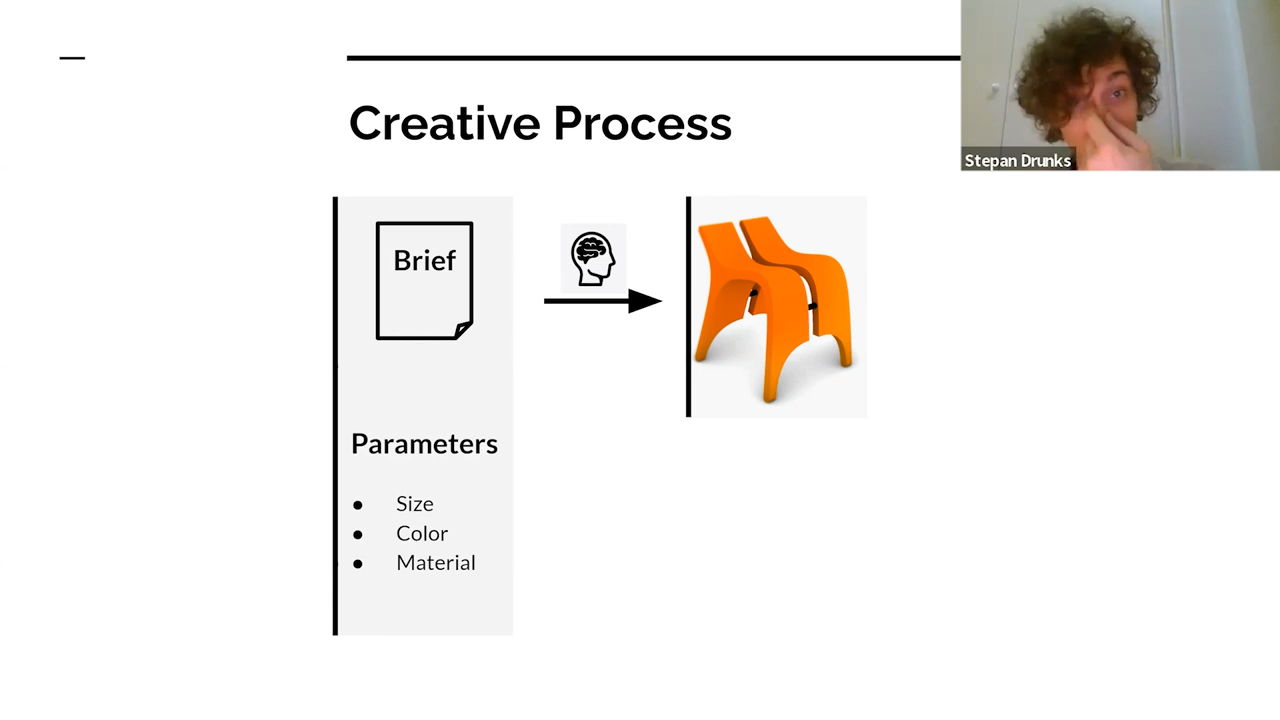 Creative Process
Stepan Drunks
Brief
Parameters
● Size
● Color
● Material